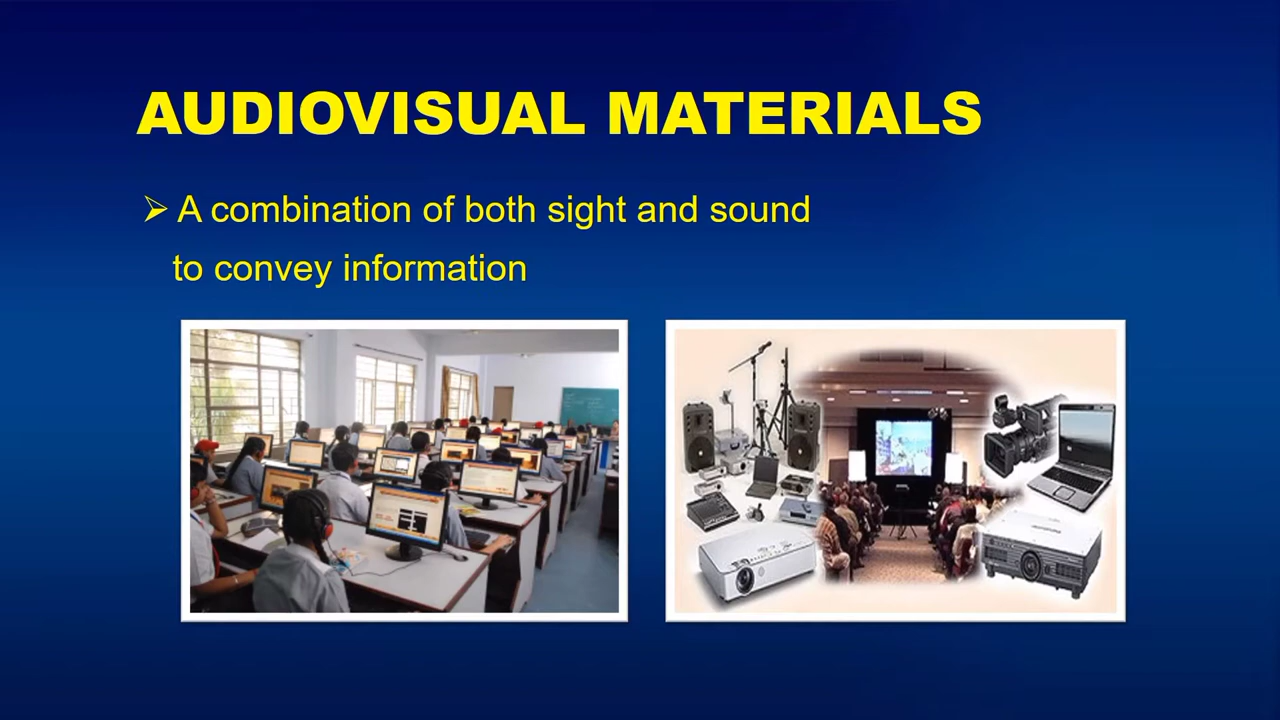 AUDIOVISUAL MATERIALS
➢ A combination of both sight and sound
to convey information